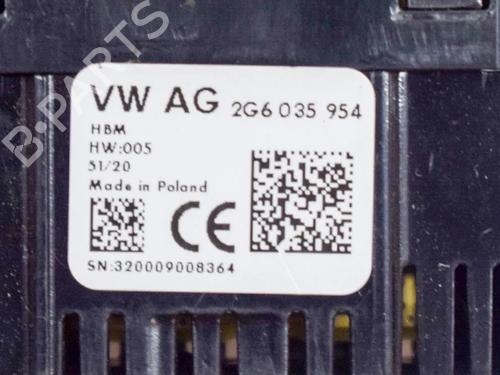 VW AG 2G6 035 954
HBM
HW:005
51/20
Made in Poland
CE
SN:320009008364
B-PARTS